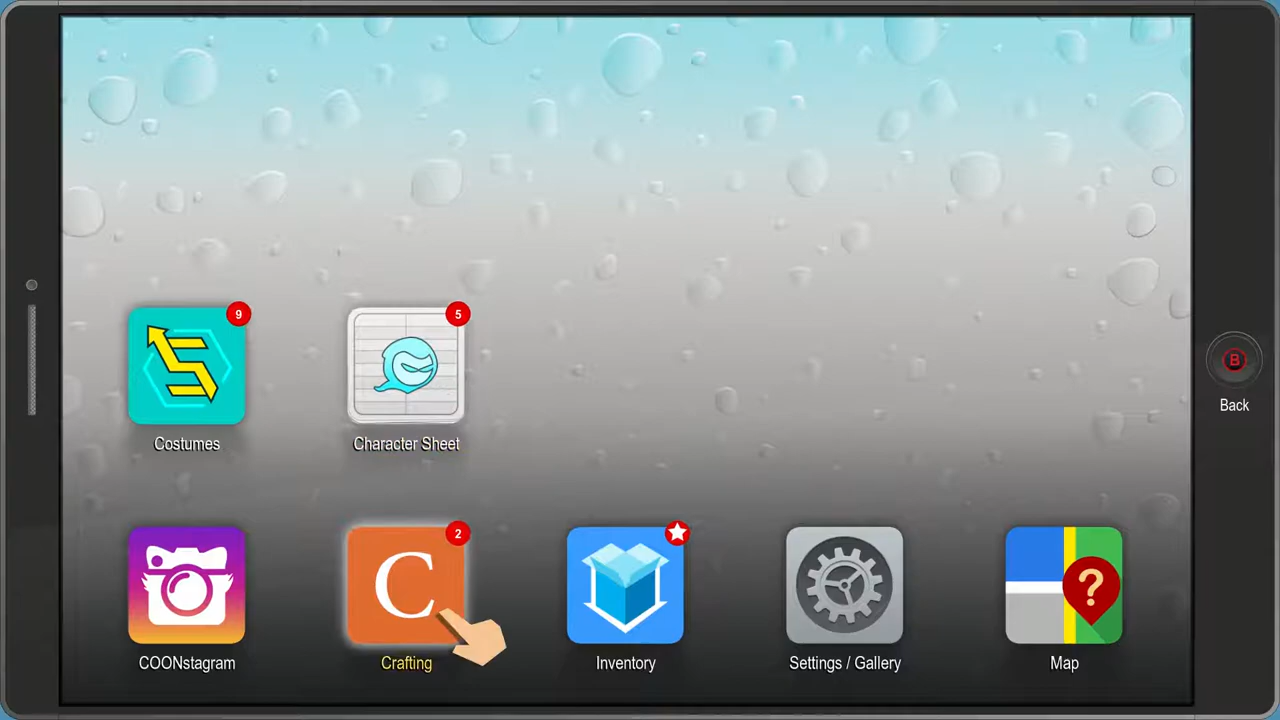 9
5
Costumes
Character Sheet
B
Back
2
C
?
COONstagram
Crafting
Inventory
Settings / Gallery
Map